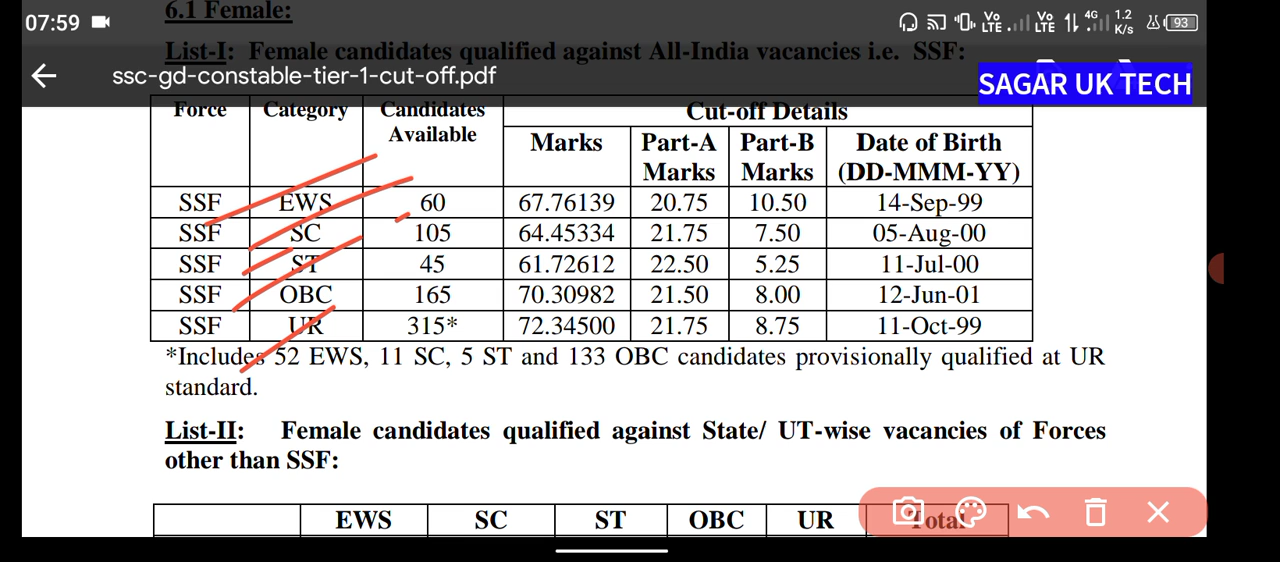 07:59
Vo LTE Vo LTE 4G 1.2 K/s 93
6.1 Female:
List-I: Female candidates qualified against All-India vacancies i.e. SSF:
ssc-gd-constable-tier-1-cut-off.pdf
SAGAR UK TECH
Force Category Candidates Available Cut-off Details
Marks Part-A Marks Part-B Marks Date of Birth (DD-MMM-YY)
SSF EWS 60 67.76139 20.75 10.50 14-Sep-99
SSF SC 105 64.45334 21.75 7.50 05-Aug-00
SSF ST 45 61.72612 22.50 5.25 11-Jul-00
SSF OBC 165 70.30982 21.50 8.00 12-Jun-01
SSF UR 315* 72.34500 21.75 8.75 11-Oct-99
*Includes 52 EWS, 11 SC, 5 ST and 133 OBC candidates provisionally qualified at UR
standard.
List-II: Female candidates qualified against State/ UT-wise vacancies of Forces
other than SSF:
EWS SC ST OBC UR Total